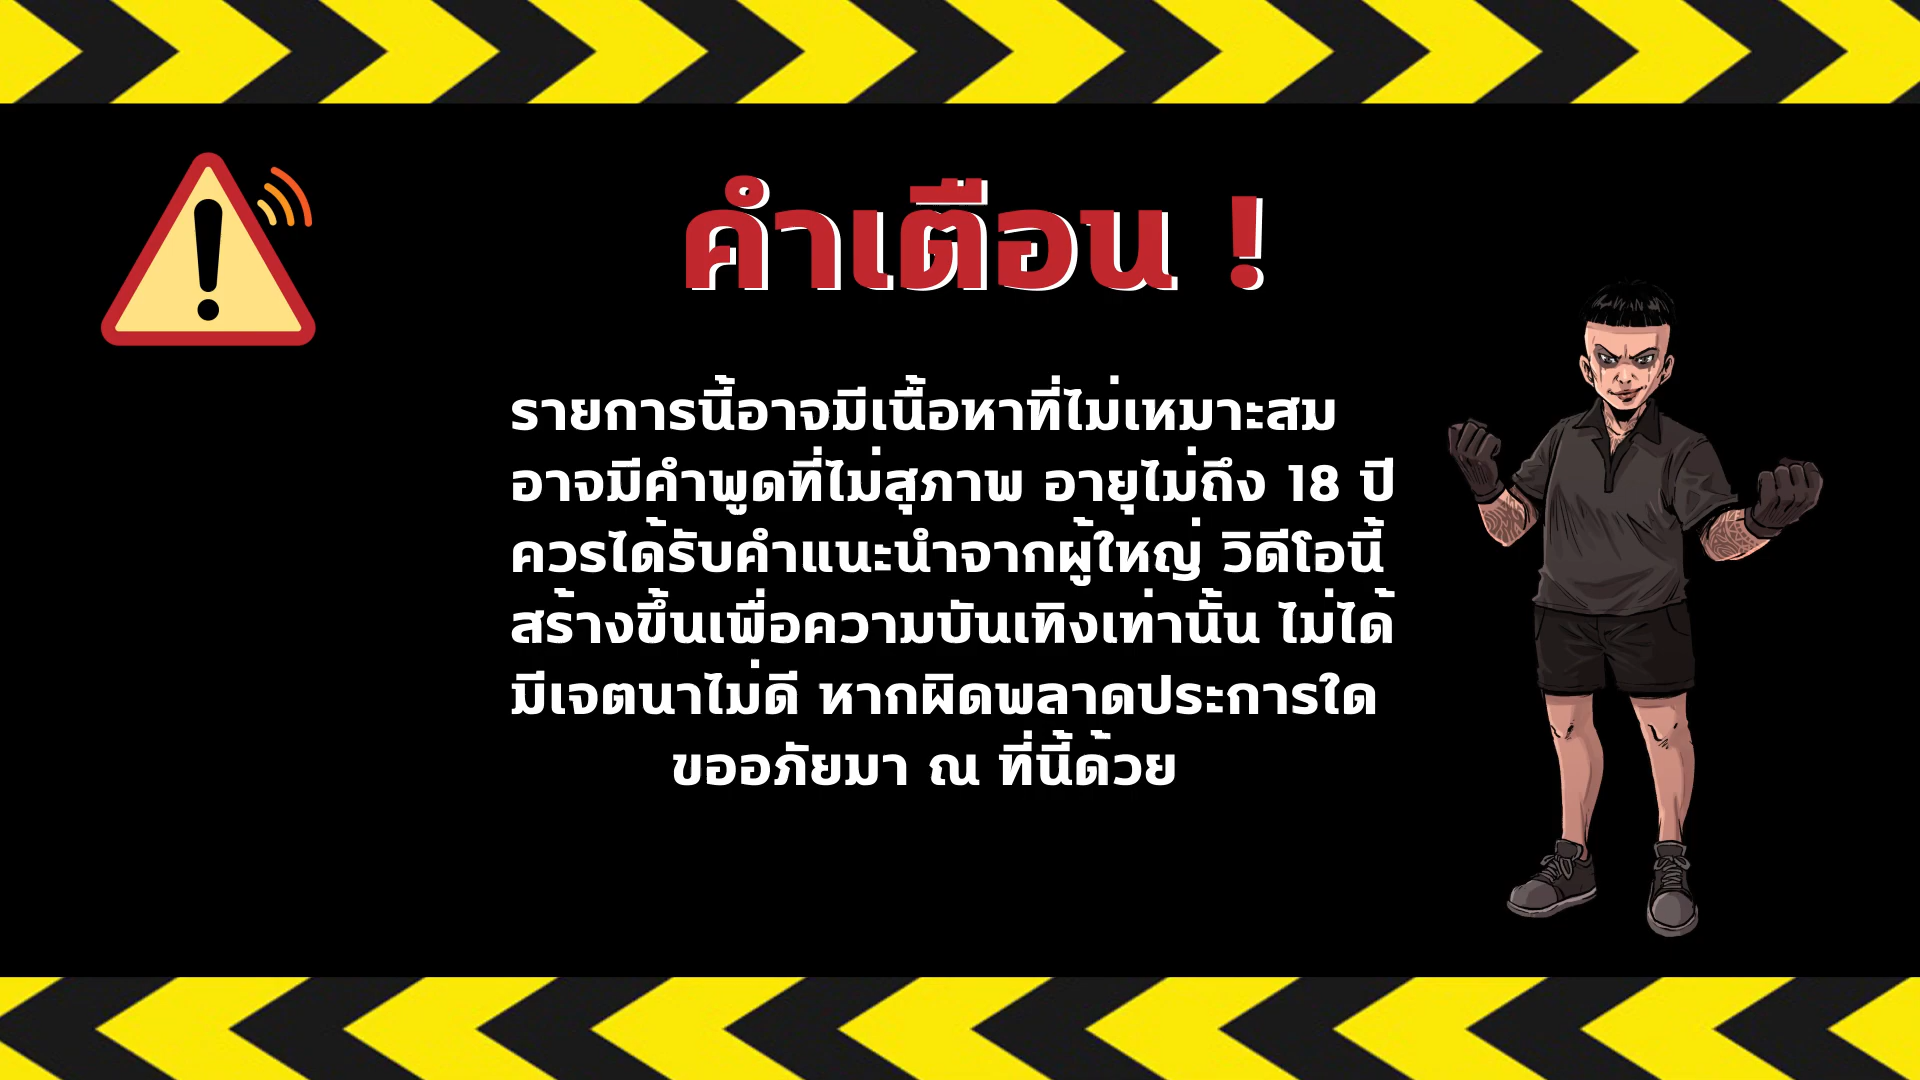 คำเตือน !
รายการนี้อาจมีเนื้อหาที่ไม่เหมาะสม
อาจมีคำพูดที่ไม่สุภาพ อายุไม่ถึง 18 ปี
ควรได้รับคำแนะนำจากผู้ใหญ่ วิดีโอนี้
สร้างขึ้นเพื่อความบันเทิงเท่านั้น ไม่ได้
มีเจตนาไม่ดี หากผิดพลาดประการใด
ขออภัยมา ณ ที่นี้ด้วย